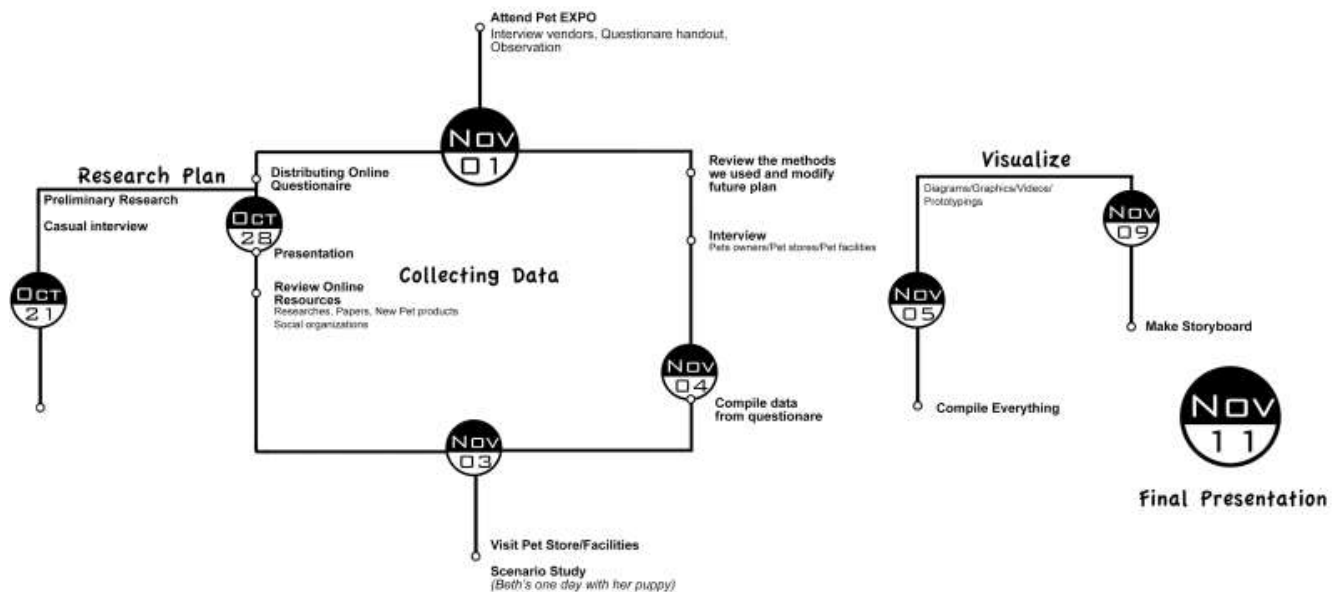 Attend Pet EXPO
Interview vendors, Questionare handout,
Observation
Nov
01
Research Plan
Preliminary Research
Casual interview
Oct
21
Distributing Online
Questionaire
Oct
28
Presentation
Review Online
Resources
Researches, Papers, New Pet products
Social organizations
Collecting Data
Review the methods
we used and modify
future plan
Interview
Pets owners/Pet stores/Pet facilities
Nov
04
Compile data
from questionare
Nov
03
Visit Pet Store/Facilities
Scenario Study
(Beth's one day with her puppy)
Visualize
Diagrams/Graphics/Videos/
Prototypings
Nov
05
Compile Everything
Nov
09
Make Storyboard
Nov
11
Final Presentation